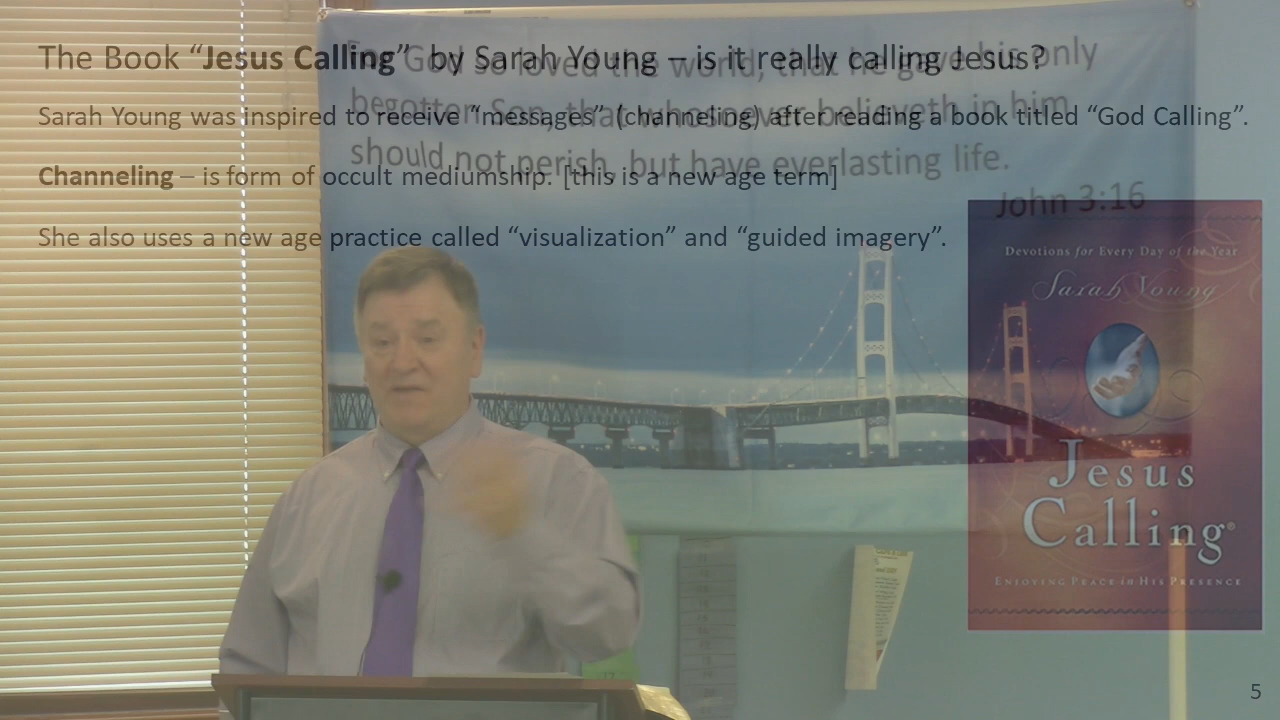 The Book “Jesus Calling” by Sarah Young – is it really calling Jesus?
Sarah Young was inspired to receive “messages” (channeling) after reading a book titled “God Calling”.
Channeling – is form of occult mediumship. [this is a new age term]
She also uses a new age practice called “visualization” and “guided imagery”.
For God so loved the world, that he gave his only
begotten Son, that whosoever believeth in him
should not perish, but have everlasting life.
John 3:16
Devotions for Every Day of the Year
Sarah Young
Jesus
Calling®
Enjoying Peace in His Presence
5